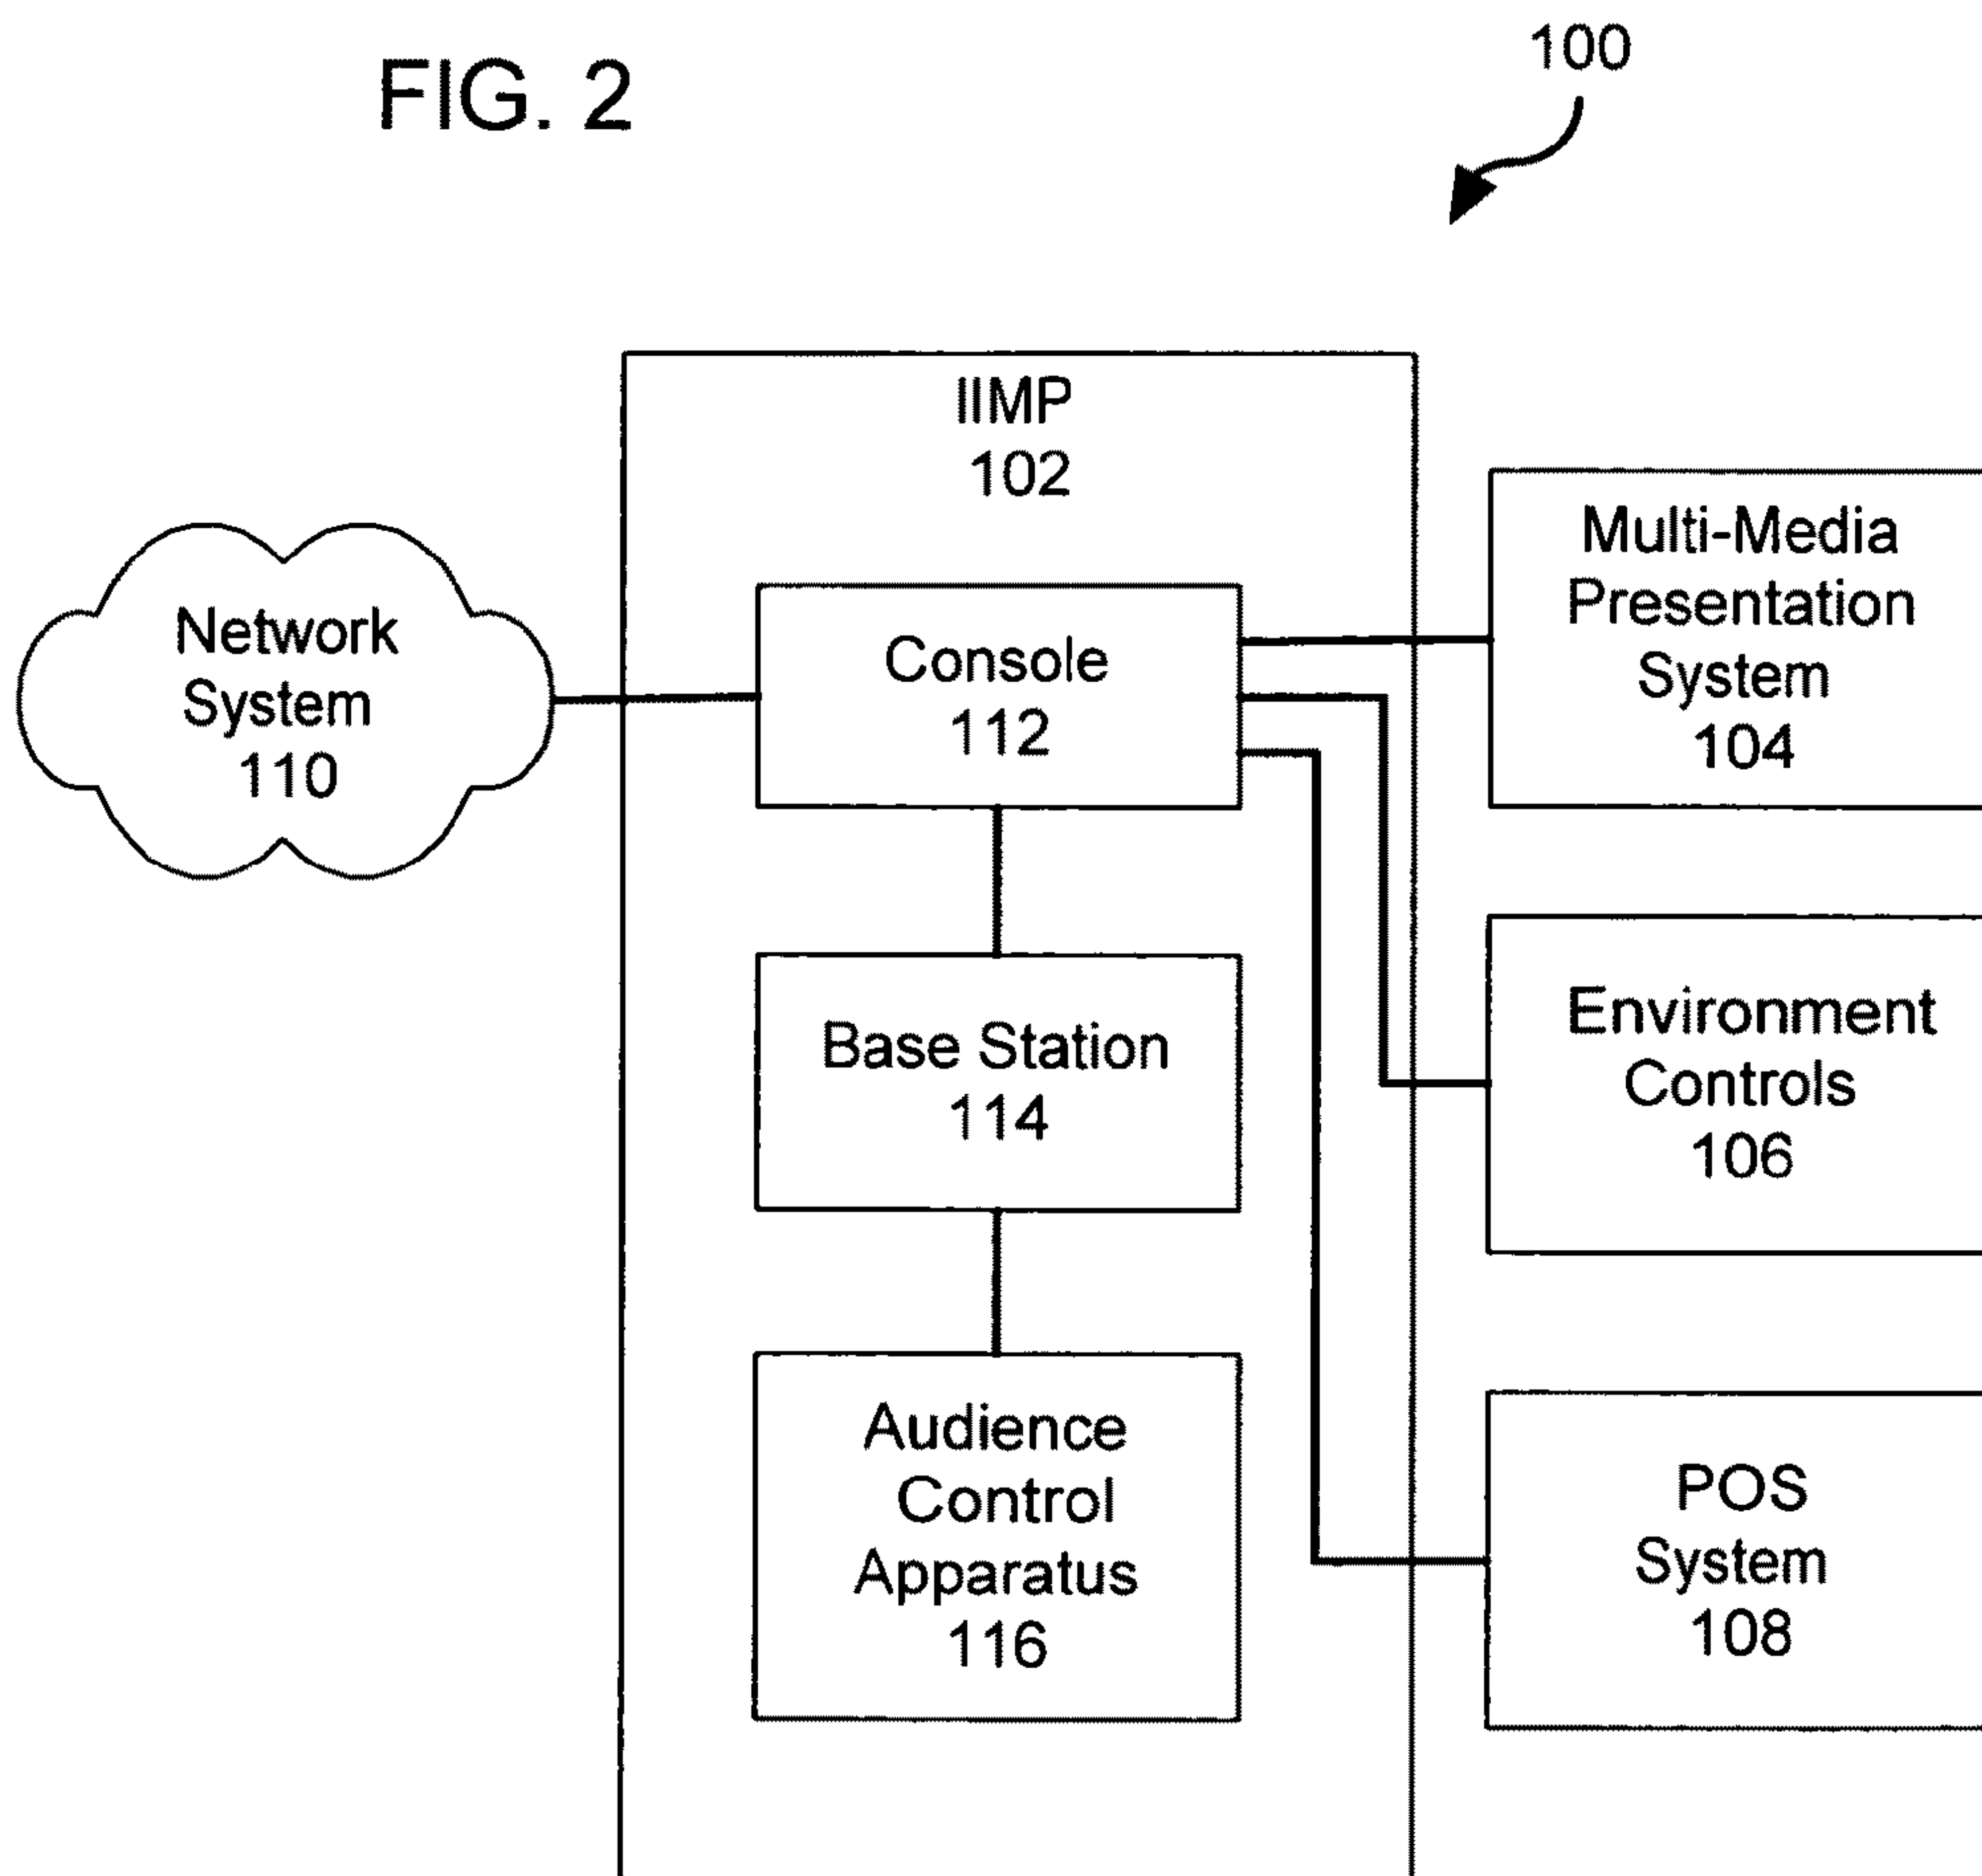 FIG. 2
100
IIMP
102
Network
System
110
Console
112
Base Station
114
Audience
Control
Apparatus
116
Multi-Media
Presentation
System
104
Environment
Controls
106
POS
System
108